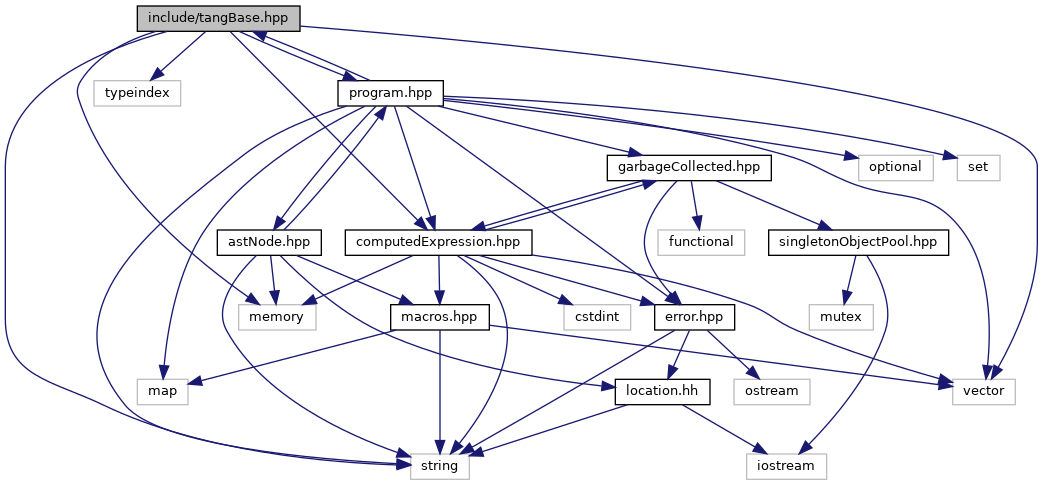 include/tangBase.hpp
typeindex
program.hpp
garbageCollected.hpp
optional
set
astNode.hpp
computedExpression.hpp
functional
singletonObjectPool.hpp
memory
macros.hpp
cstdint
error.hpp
mutex
map
location.hh
ostream
vector
string
iostream